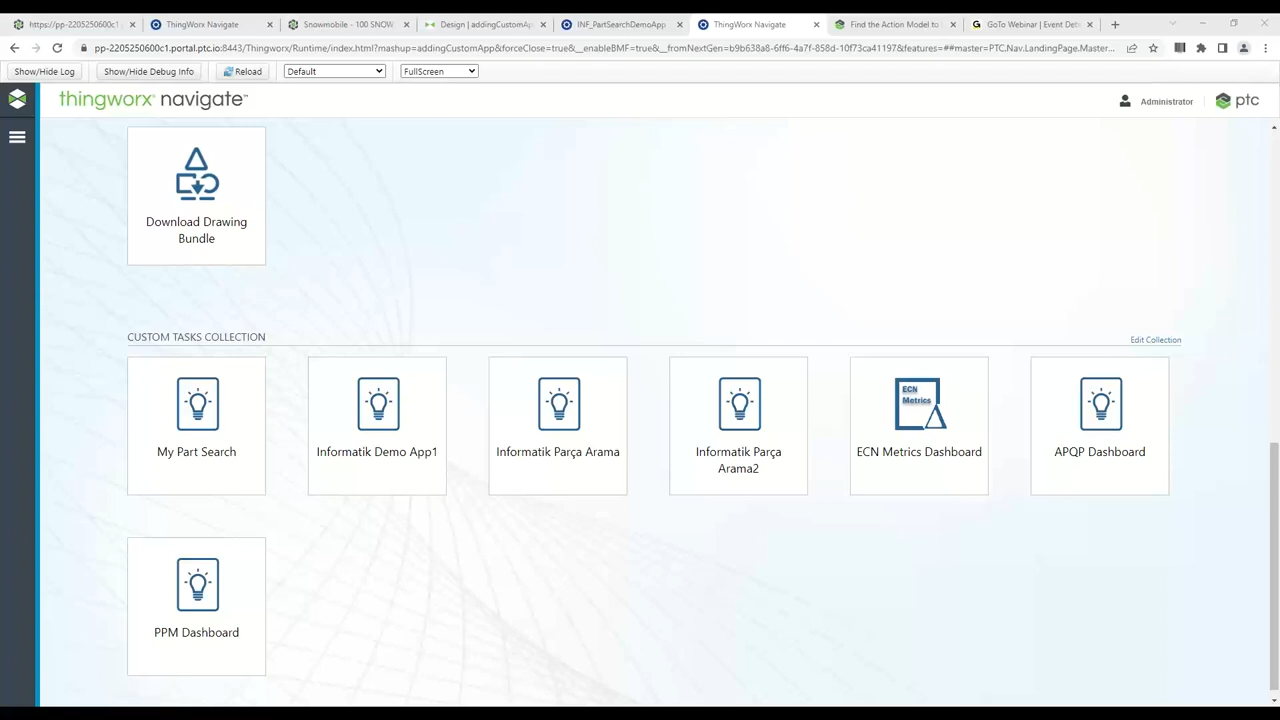 https://pp-2205250600c1
ThingWorx Navigate
Snowmobile - 100 SNOW
Design | addingCustomAp
INF_PartSearchDemoApp
ThingWorx Navigate
Find the Action Model to
GoTo Webinar | Event Det
pp-2205250600c1.portal.ptc.io:8443/Thingworx/Runtime/index.html?mashup=addingCustomApp&forceClose=true&__enableBMF=true&__fromNextGen=b9b638a8-6ff6-4a7f-858d-10f73ca41197&features=##master=PTC.Nav.LandingPage.Master...
Show/Hide Log
Show/Hide Debug Info
Reload
Default
FullScreen
thingworx® navigate™
Administrator
ptc
Download Drawing
Bundle
CUSTOM TASKS COLLECTION
Edit Collection
My Part Search
Informatik Demo App1
Informatik Parça Arama
Informatik Parça
Arama2
ECN
Metrics
ECN Metrics Dashboard
APQP Dashboard
PPM Dashboard